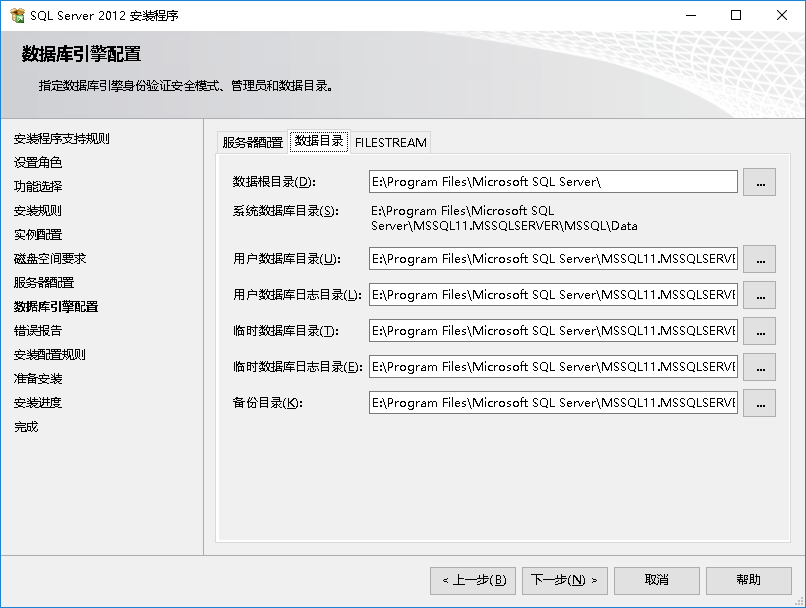 SQL Server 2012 安装程序
数据库引擎配置
指定数据库引擎身份验证安全模式、管理员和数据目录。
安装程序支持规则
设置角色
功能选择
安装规则
实例配置
磁盘空间要求
服务器配置
数据库引擎配置
错误报告
安装配置规则
准备安装
安装进度
完成
服务器配置 数据目录 FILESTREAM
数据根目录(D): E:\Program Files\Microsoft SQL Server\ ...
系统数据库目录(S): E:\Program Files\Microsoft SQL
Server\MSSQL11.MSSQLSERVER\MSSQL\Data
用户数据库目录(U): E:\Program Files\Microsoft SQL Server\MSSQL11.MSSQLSERVE ...
用户数据库日志目录(L): E:\Program Files\Microsoft SQL Server\MSSQL11.MSSQLSERVE ...
临时数据库目录(T): E:\Program Files\Microsoft SQL Server\MSSQL11.MSSQLSERVE ...
临时数据库日志目录(E): E:\Program Files\Microsoft SQL Server\MSSQL11.MSSQLSERVE ...
备份目录(K): E:\Program Files\Microsoft SQL Server\MSSQL11.MSSQLSERVE ...
< 上一步(B) 下一步(N) > 取消 帮助